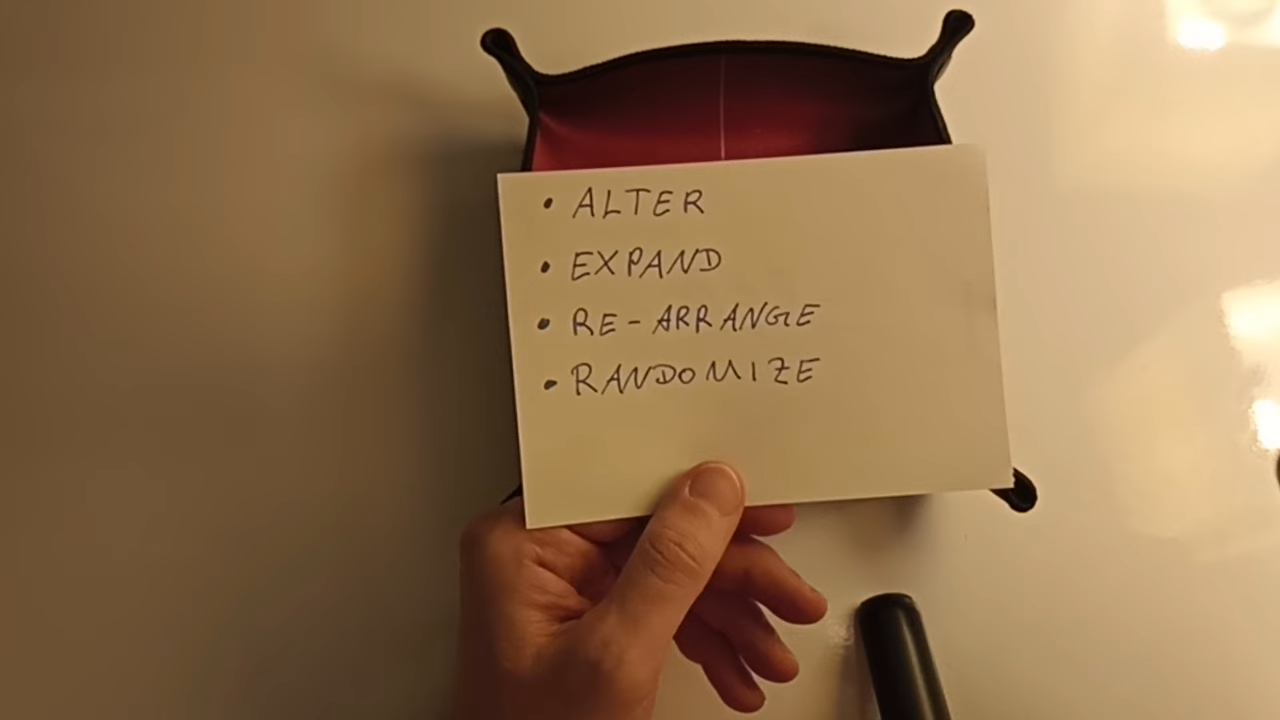 • ALTER
• EXPAND
• RE-ARRANGE
• RANDOMIZE